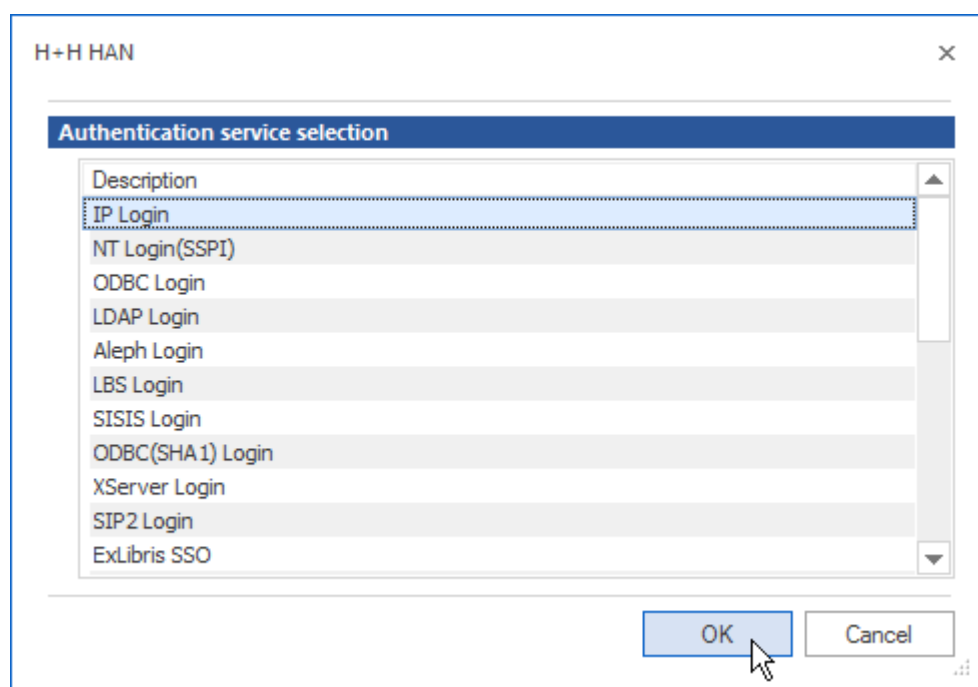 H+H HAN
Authentication service selection
Description
IP Login
NT Login(SSPI)
ODBC Login
LDAP Login
Aleph Login
LBS Login
SISIS Login
ODBC(SHA1) Login
XServer Login
SIP2 Login
ExLibris SSO
OK Cancel